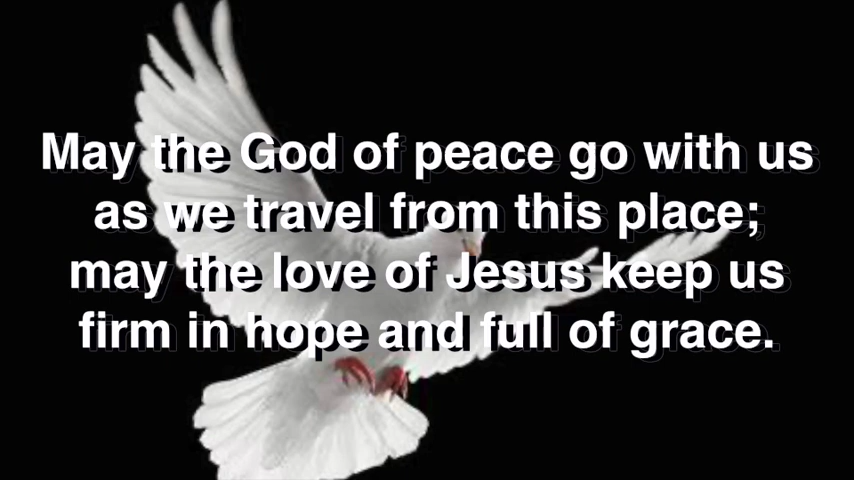 May the God of peace go with us
as we travel from this place;
may the love of Jesus keep us
firm in hope and full of grace.